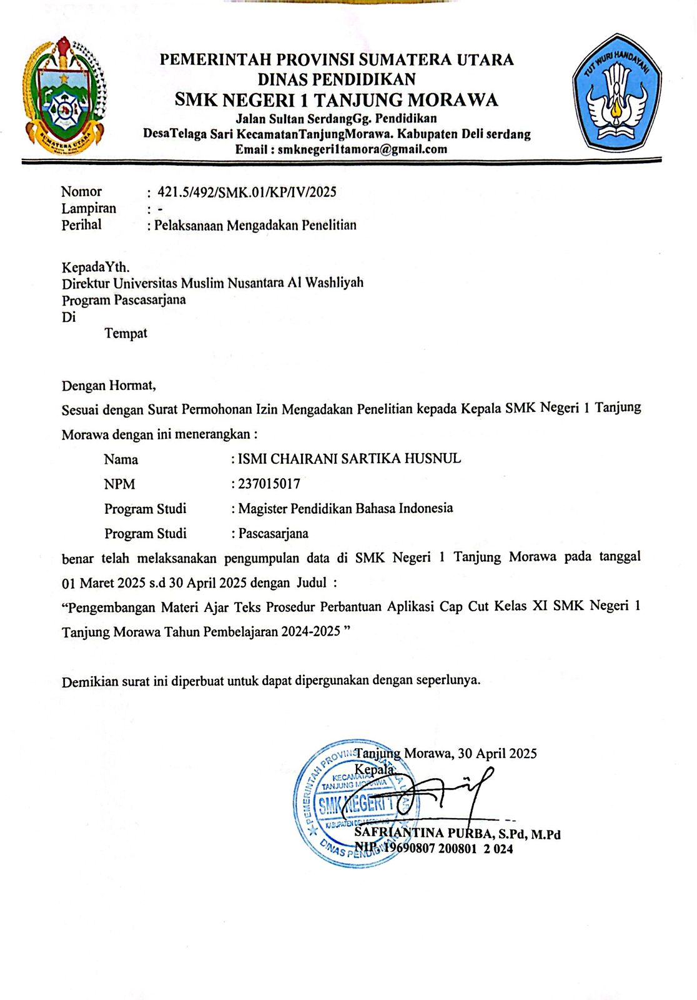 PEMERINTAH PROVINSI SUMATERA UTARA
DINAS PENDIDIKAN
SMK NEGERI 1 TANJUNG MORAWA
Jalan Sultan SerdangGg. Pendidikan
DesaTelaga Sari KecamatanTanjungMorawa. Kabupaten Deli serdang
Email : smknegeri1tamora@gmail.com
SUMATERA UTARA
TUT WURI HANDAYANI
Nomor : 421.5/492/SMK.01/KP/IV/2025
Lampiran : -
Perihal : Pelaksanaan Mengadakan Penelitian
KepadaYth.
Direktur Universitas Muslim Nusantara Al Washliyah
Program Pascasarjana
Di
Tempat
Dengan Hormat,
Sesuai dengan Surat Permohonan Izin Mengadakan Penelitian kepada Kepala SMK Negeri 1 Tanjung
Morawa dengan ini menerangkan :
Nama : ISMI CHAIRANI SARTIKA HUSNUL
NPM : 237015017
Program Studi : Magister Pendidikan Bahasa Indonesia
Program Studi : Pascasarjana
benar telah melaksanakan pengumpulan data di SMK Negeri 1 Tanjung Morawa pada tanggal
01 Maret 2025 s.d 30 April 2025 dengan Judul :
“Pengembangan Materi Ajar Teks Prosedur Perbantuan Aplikasi Cap Cut Kelas XI SMK Negeri 1
Tanjung Morawa Tahun Pembelajaran 2024-2025 ”
Demikian surat ini diperbuat untuk dapat dipergunakan dengan seperlunya.
Tanjung Morawa, 30 April 2025
Kepala
PEMERINTAH PROVINSI SUMATERA UTARA
KECAMATAN
TANJUNG MORAWA
SMK NEGERI 1
KABUPATEN DELI SERDANG
DINAS PENDIDIKAN
SAFRIANTINA PURBA, S.Pd, M.Pd
NIP. 19690807 200801 2 024